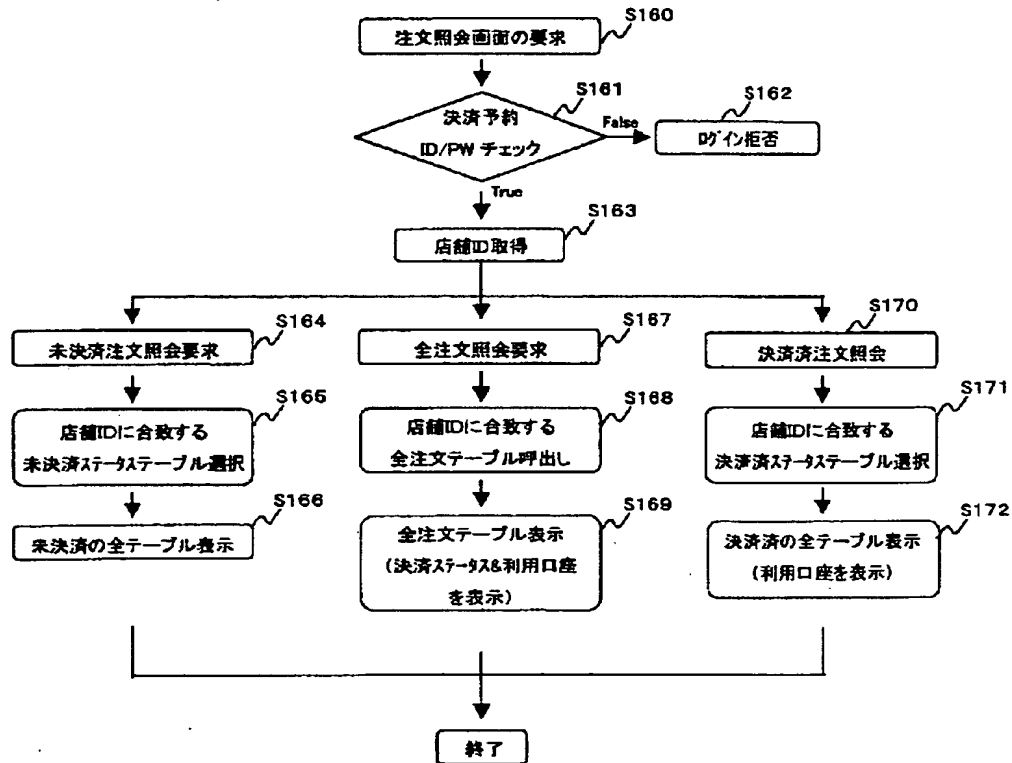 S160
注文照会画面の要求
S161
決済予約
ID/PW チェック
False
S162
ログイン拒否
True
S163
店舗ID取得
S164
未決済注文照会要求
S165
店舗IDに合致する
未決済ステータステーブル選択
S166
未決済の全テーブル表示
S167
全注文照会要求
S168
店舗IDに合致する
全注文テーブル呼出し
S169
全注文テーブル表示
(決済ステータス&利用口座
を表示)
S170
決済済注文照会
S171
店舗IDに合致する
決済済ステータステーブル選択
S172
決済済の全テーブル表示
(利用口座を表示)
終了